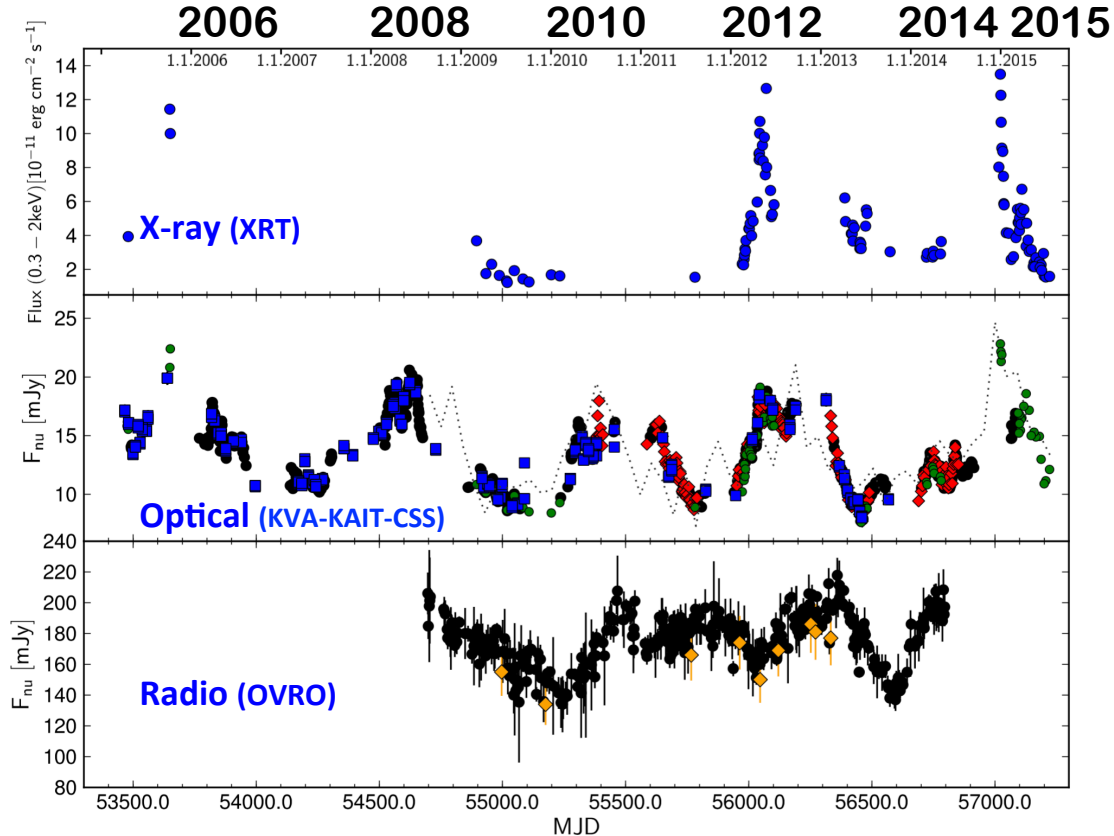 2006 2008 2010 2012 2014 2015
1.1.2006 1.1.2007 1.1.2008 1.1.2009 1.1.2010 1.1.2011 1.1.2012 1.1.2013 1.1.2014 1.1.2015
Flux (0.3 − 2keV)[10⁻¹¹ erg cm⁻² s⁻¹]
14
12
10
8
6
4
2
X-ray (XRT)
F_nu [mJy]
25
20
15
10
Optical (KVA-KAIT-CSS)
F_nu [mJy]
240
220
200
180
160
140
120
100
80
Radio (OVRO)
53500.0 54000.0 54500.0 55000.0 55500.0 56000.0 56500.0 57000.0
MJD